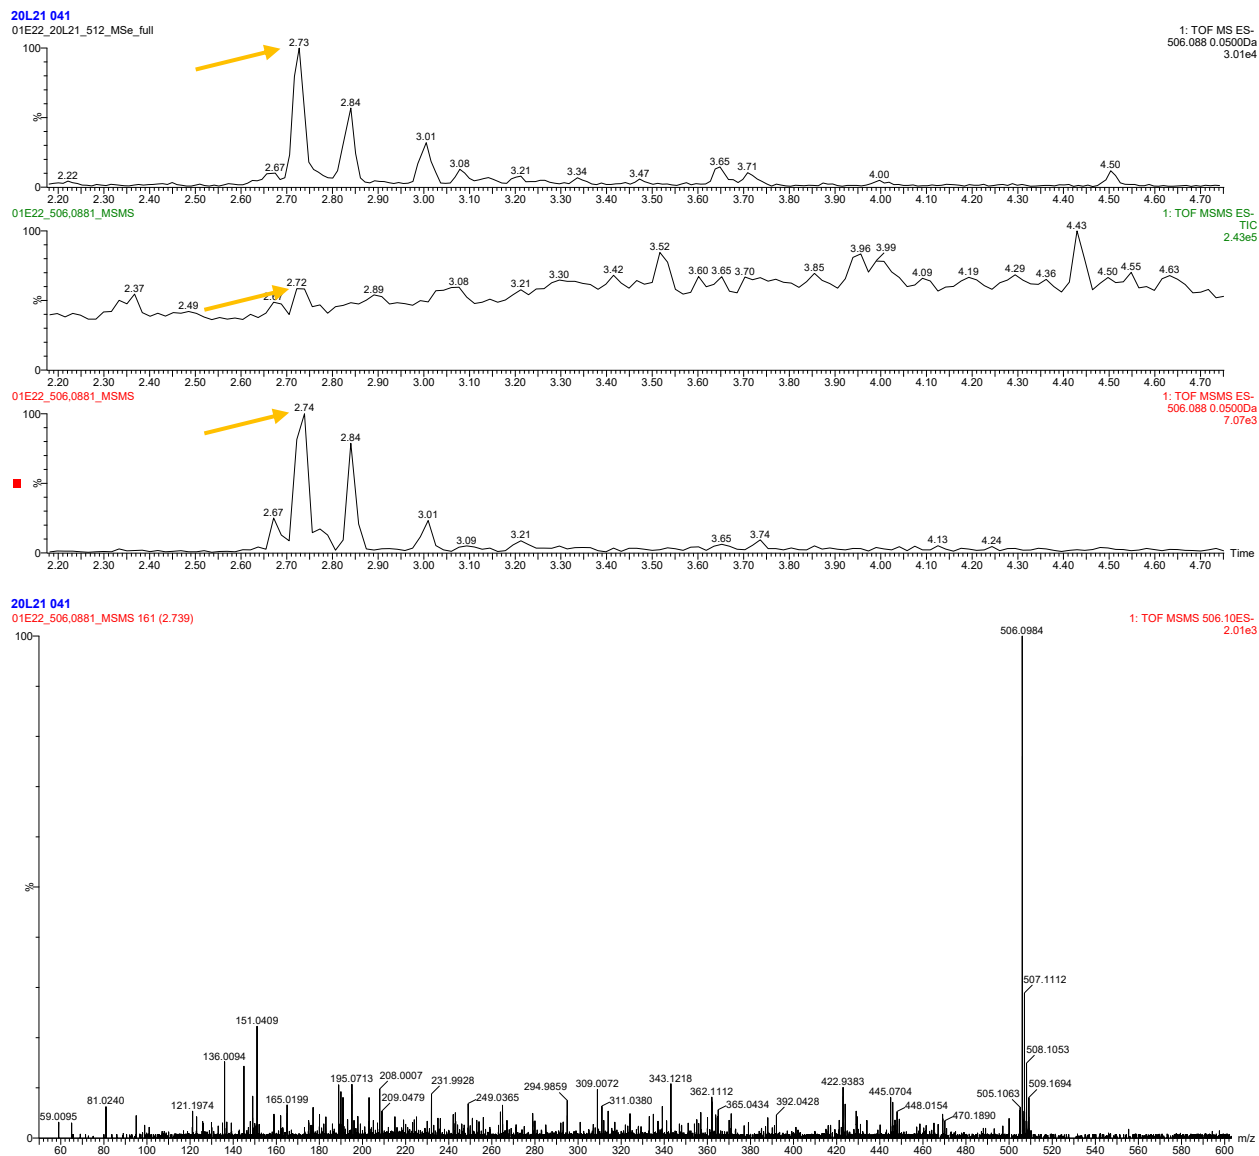 20L21 041
01E22_20L21_512_MSe_full
1: TOF MS ES-
506.088 0.0500Da
3.01e4
100
%
0
2.22 2.67 2.73 2.84 3.01 3.08 3.21 3.34 3.47 3.65 3.71 4.00 4.50
2.20 2.30 2.40 2.50 2.60 2.70 2.80 2.90 3.00 3.10 3.20 3.30 3.40 3.50 3.60 3.70 3.80 3.90 4.00 4.10 4.20 4.30 4.40 4.50 4.60 4.70
01E22_506,0881_MSMS
1: TOF MSMS ES-
TIC
2.43e5
100
%
0
2.37 2.49 2.67 2.72 2.89 3.08 3.21 3.30 3.42 3.52 3.60 3.65 3.70 3.85 3.96 3.99 4.09 4.19 4.29 4.36 4.43 4.50 4.55 4.63
2.20 2.30 2.40 2.50 2.60 2.70 2.80 2.90 3.00 3.10 3.20 3.30 3.40 3.50 3.60 3.70 3.80 3.90 4.00 4.10 4.20 4.30 4.40 4.50 4.60 4.70
01E22_506,0881_MSMS
1: TOF MSMS ES-
506.088 0.0500Da
7.07e3
100
%
0
2.67 2.74 2.84 3.01 3.09 3.21 3.65 3.74 4.13 4.24
Time
2.20 2.30 2.40 2.50 2.60 2.70 2.80 2.90 3.00 3.10 3.20 3.30 3.40 3.50 3.60 3.70 3.80 3.90 4.00 4.10 4.20 4.30 4.40 4.50 4.60 4.70
20L21 041
01E22_506,0881_MSMS 161 (2.739)
1: TOF MSMS 506.10ES-
2.01e3
100
%
0
506.0984
507.1112
151.0409
508.1053
136.0094
195.0713 208.0007 343.1218 422.9383 509.1694
231.9928 294.9859 309.0072 362.1112 445.0704 505.1063
81.0240 165.0199 209.0479 249.0365 311.0380 365.0434 448.0154
59.0095 121.1974 392.0428 470.1890
m/z
60 80 100 120 140 160 180 200 220 240 260 280 300 320 340 360 380 400 420 440 460 480 500 520 540 560 580 600